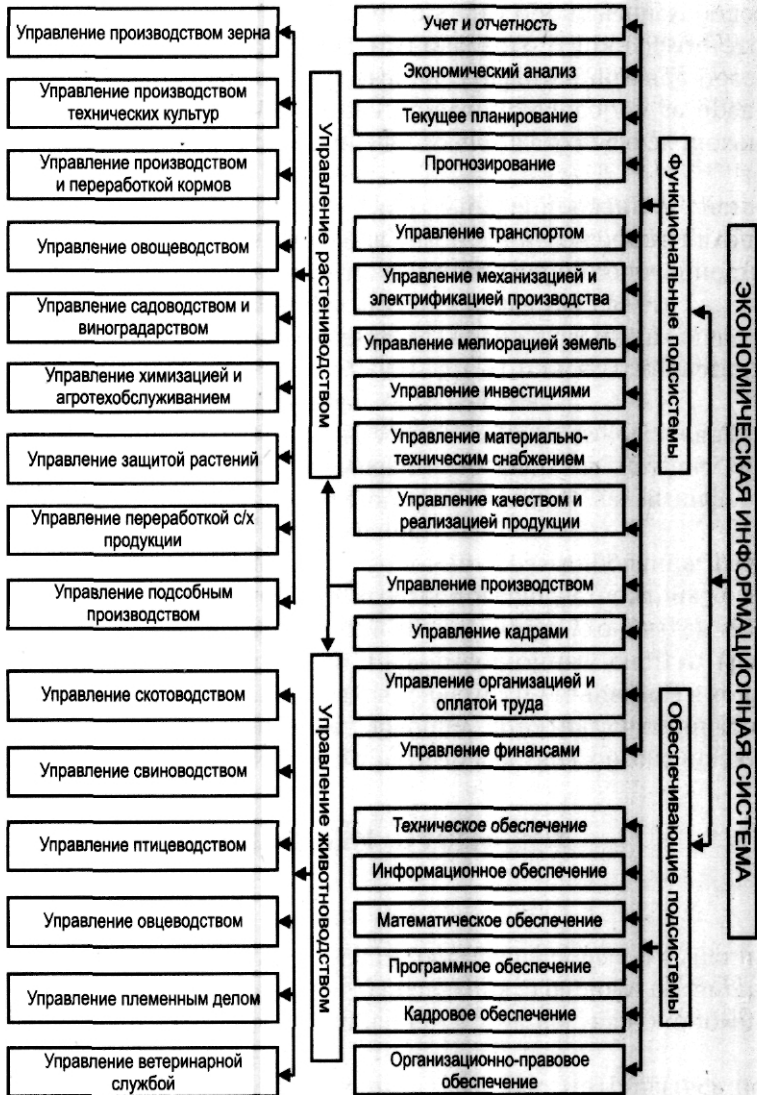 ЭКОНОМИЧЕСКАЯ ИНФОРМАЦИОННАЯ СИСТЕМА
Функциональные подсистемы
Учет и отчетность
Экономический анализ
Текущее планирование
Прогнозирование
Управление транспортом
Управление механизацией и
электрификацией производства
Управление мелиорацией земель
Управление инвестициями
Управление материально-
техническим снабжением
Управление качеством и
реализацией продукции
Управление производством
Управление кадрами
Управление организацией и
оплатой труда
Управление финансами
Обеспечивающие подсистемы
Техническое обеспечение
Информационное обеспечение
Математическое обеспечение
Программное обеспечение
Кадровое обеспечение
Организационно-правовое
обеспечение
Управление растениводством
Управление производством зерна
Управление производством
технических культур
Управление производством
и переработкой кормов
Управление овощеводством
Управление садоводством и
виноградарством
Управление химизацией и
агротехобслуживанием
Управление защитой растений
Управление переработкой с/х
продукции
Управление подсобным
производством
Управление животноводством
Управление скотоводством
Управление свиноводством
Управление птицеводством
Управление овцеводством
Управление племенным делом
Управление ветеринарной
службой